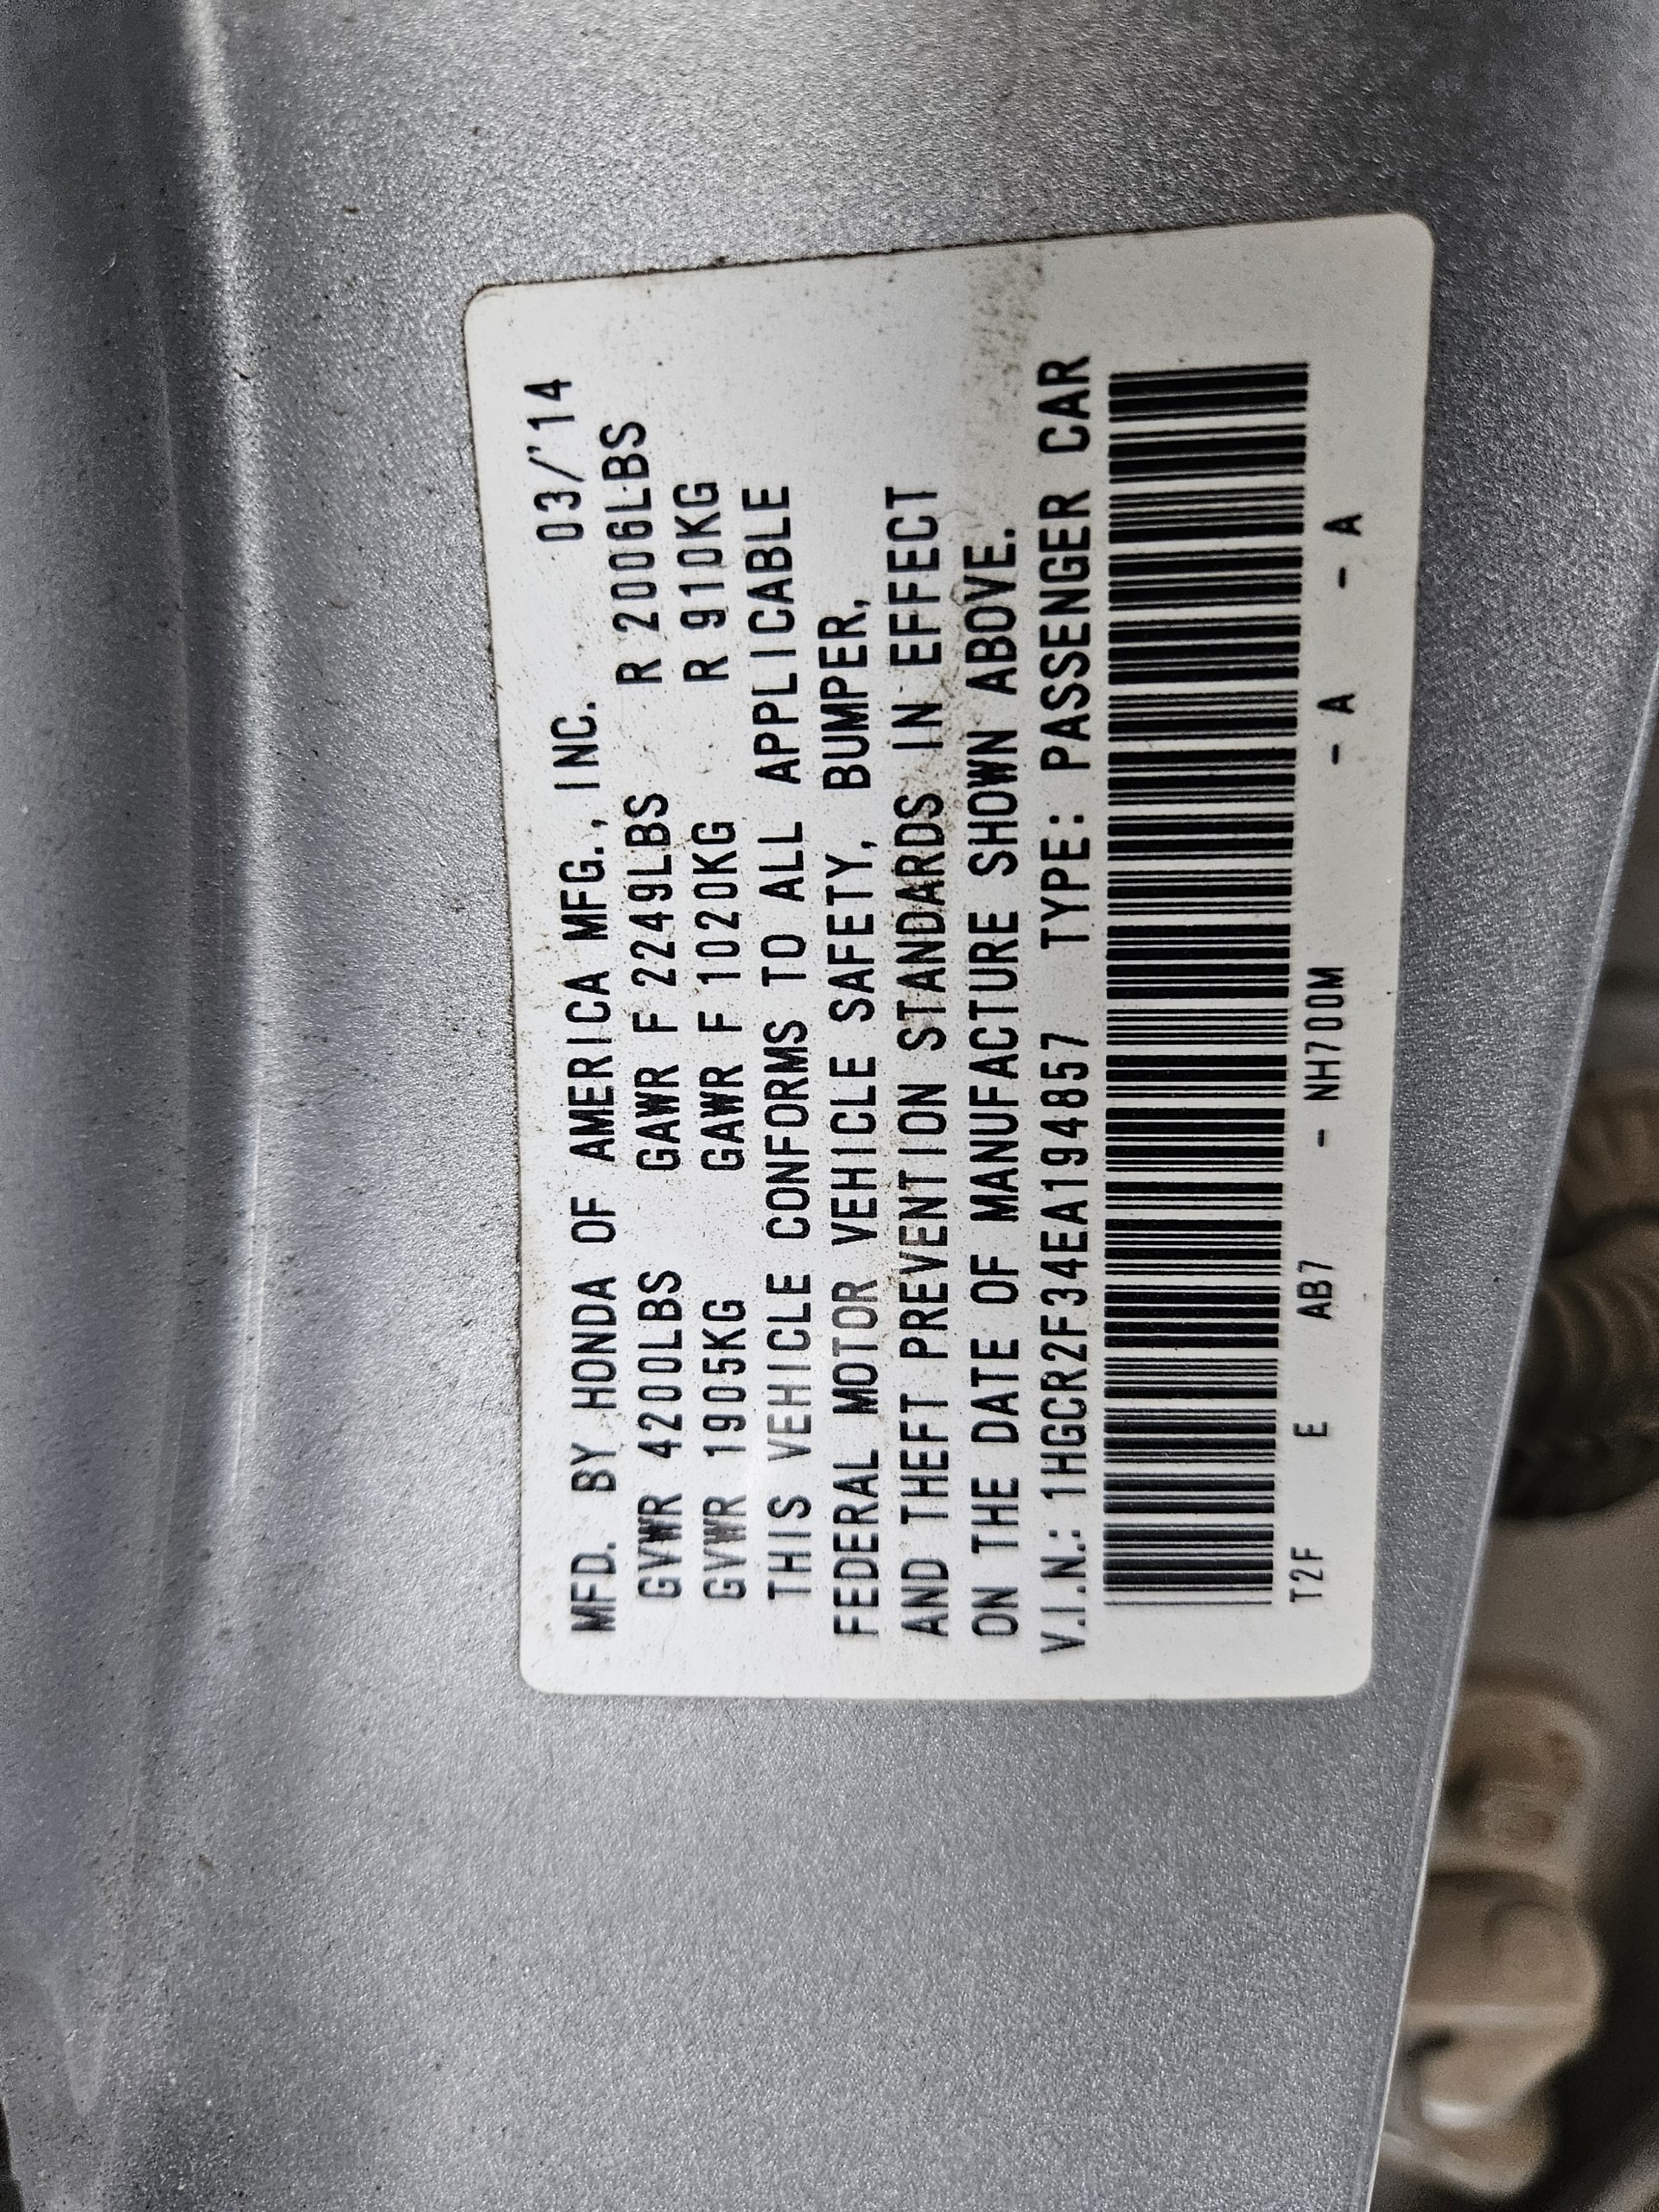 MFD. BY HONDA OF AMERICA MFG., INC. 03/'14
GVWR 4200LBS GAWR F 2249LBS R 2006LBS
GVWR 1905KG GAWR F 1020KG R 910KG
THIS VEHICLE CONFORMS TO ALL APPLICABLE
FEDERAL MOTOR VEHICLE SAFETY, BUMPER,
AND THEFT PREVENTION STANDARDS IN EFFECT
ON THE DATE OF MANUFACTURE SHOWN ABOVE.
V.I.N.: 1HGCR2F34EA194857 TYPE: PASSENGER CAR
T2F E AB7 - NH700M - A - A